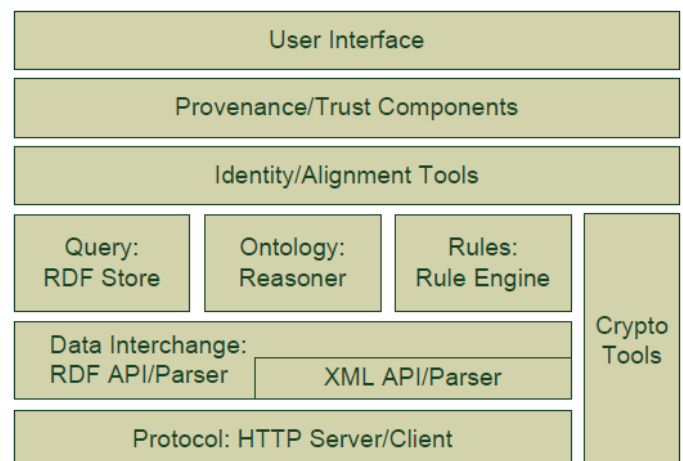 User Interface
Provenance/Trust Components
Identity/Alignment Tools
Query:
RDF Store
Ontology:
Reasoner
Rules:
Rule Engine
Crypto
Tools
Data Interchange:
RDF API/Parser
XML API/Parser
Protocol: HTTP Server/Client